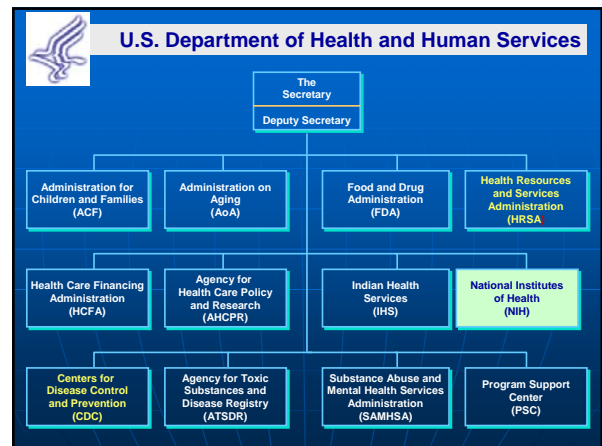 U.S. Department of Health and Human Services
The
Secretary
Deputy Secretary
Administration for
Children and Families
(ACF)
Administration on
Aging
(AoA)
Food and Drug
Administration
(FDA)
Health Resources
and Services
Administration
(HRSA)
Health Care Financing
Administration
(HCFA)
Agency for
Health Care Policy
and Research
(AHCPR)
Indian Health
Services
(IHS)
National Institutes
of Health
(NIH)
Centers for
Disease Control
and Prevention
(CDC)
Agency for Toxic
Substances and
Disease Registry
(ATSDR)
Substance Abuse and
Mental Health Services
Administration
(SAMHSA)
Program Support
Center
(PSC)